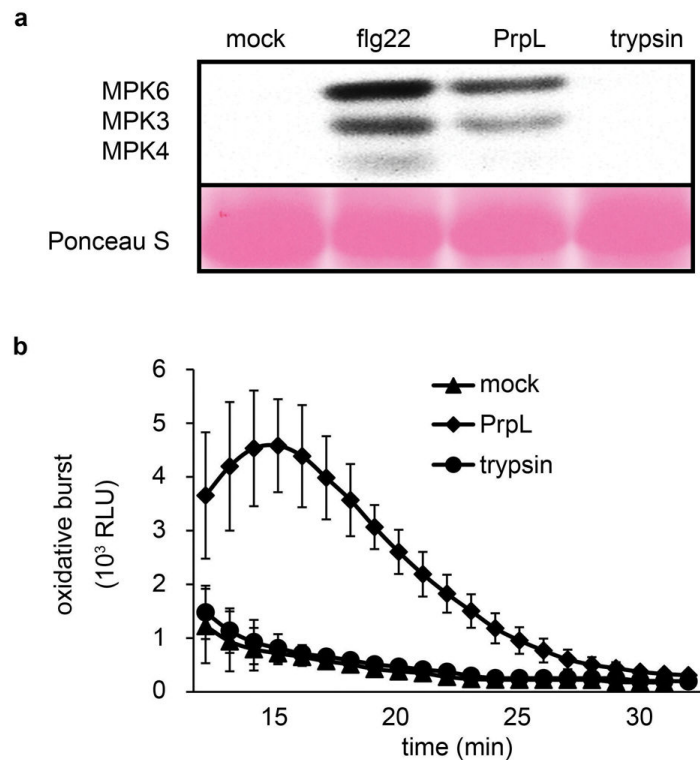 a
mock flg22 PrpL trypsin
MPK6
MPK3
MPK4
Ponceau S
b
6
5
4
3
2
1
0
oxidative burst
(10³ RLU)
mock
PrpL
trypsin
15 20 25 30
time (min)